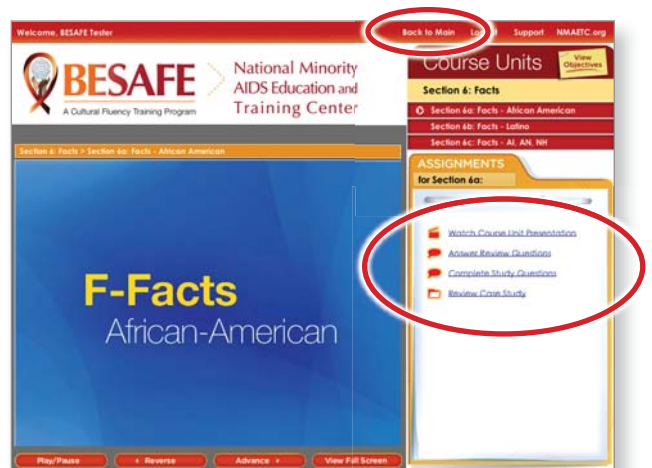 Welcome, BESAFE Tester
Back to Main Support NMAETC.org
BESAFE
A Cultural Fluency Training Program
National Minority
AIDS Education and
Training Center
Course Units
View
Objectives
Section 6: Facts
Section 6a: Facts - African American
Section 6b: Facts - Latino
Section 6c: Facts - AI, AN, NH
Section 6: Facts > Section 6a: Facts - African American
F-Facts
African-American
ASSIGNMENTS
for Section 6a:
Watch Course Unit Presentation
Answer Review Questions
Complete Study Questions
Review Case Study
Play/Pause
Reverse
Advance
View Full Screen